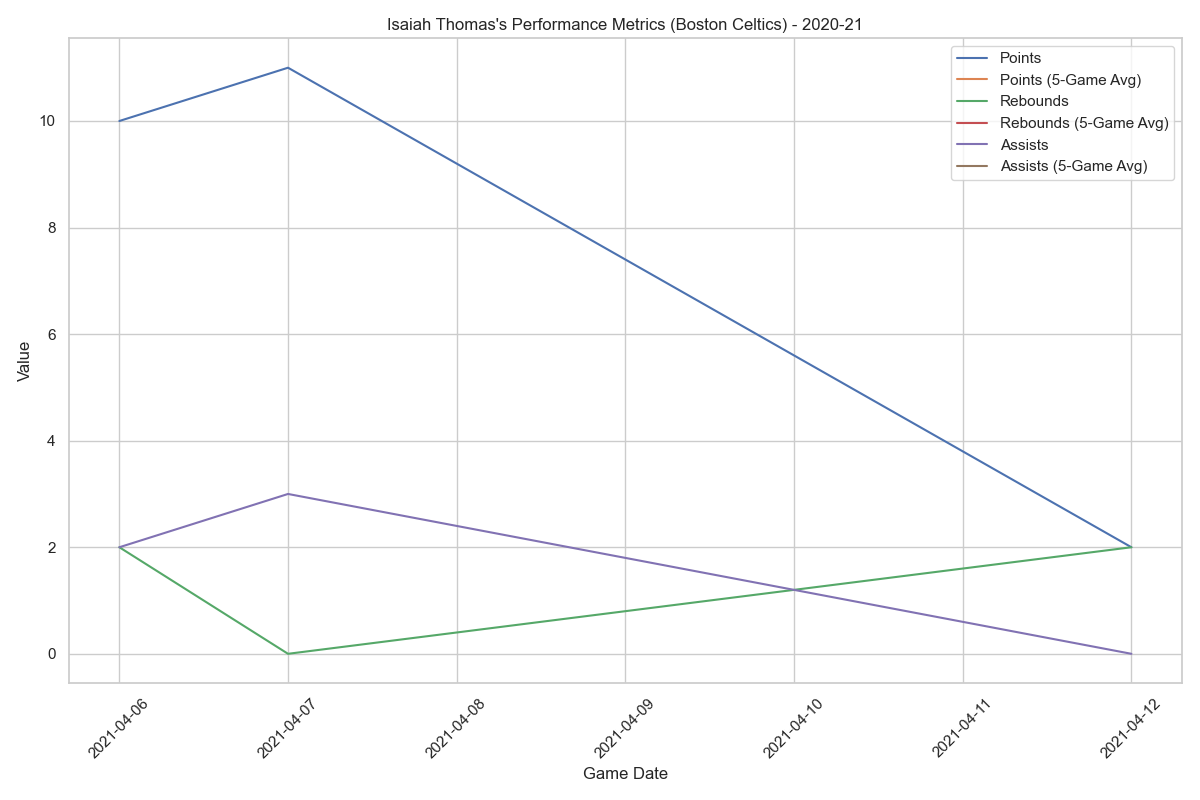 Isaiah Thomas's Performance Metrics (Boston Celtics) - 2020-21
Points
Points (5-Game Avg)
Rebounds
Rebounds (5-Game Avg)
Assists
Assists (5-Game Avg)
Value
10
8
6
4
2
0
2021-04-06
2021-04-07
2021-04-08
2021-04-09
2021-04-10
2021-04-11
2021-04-12
Game Date